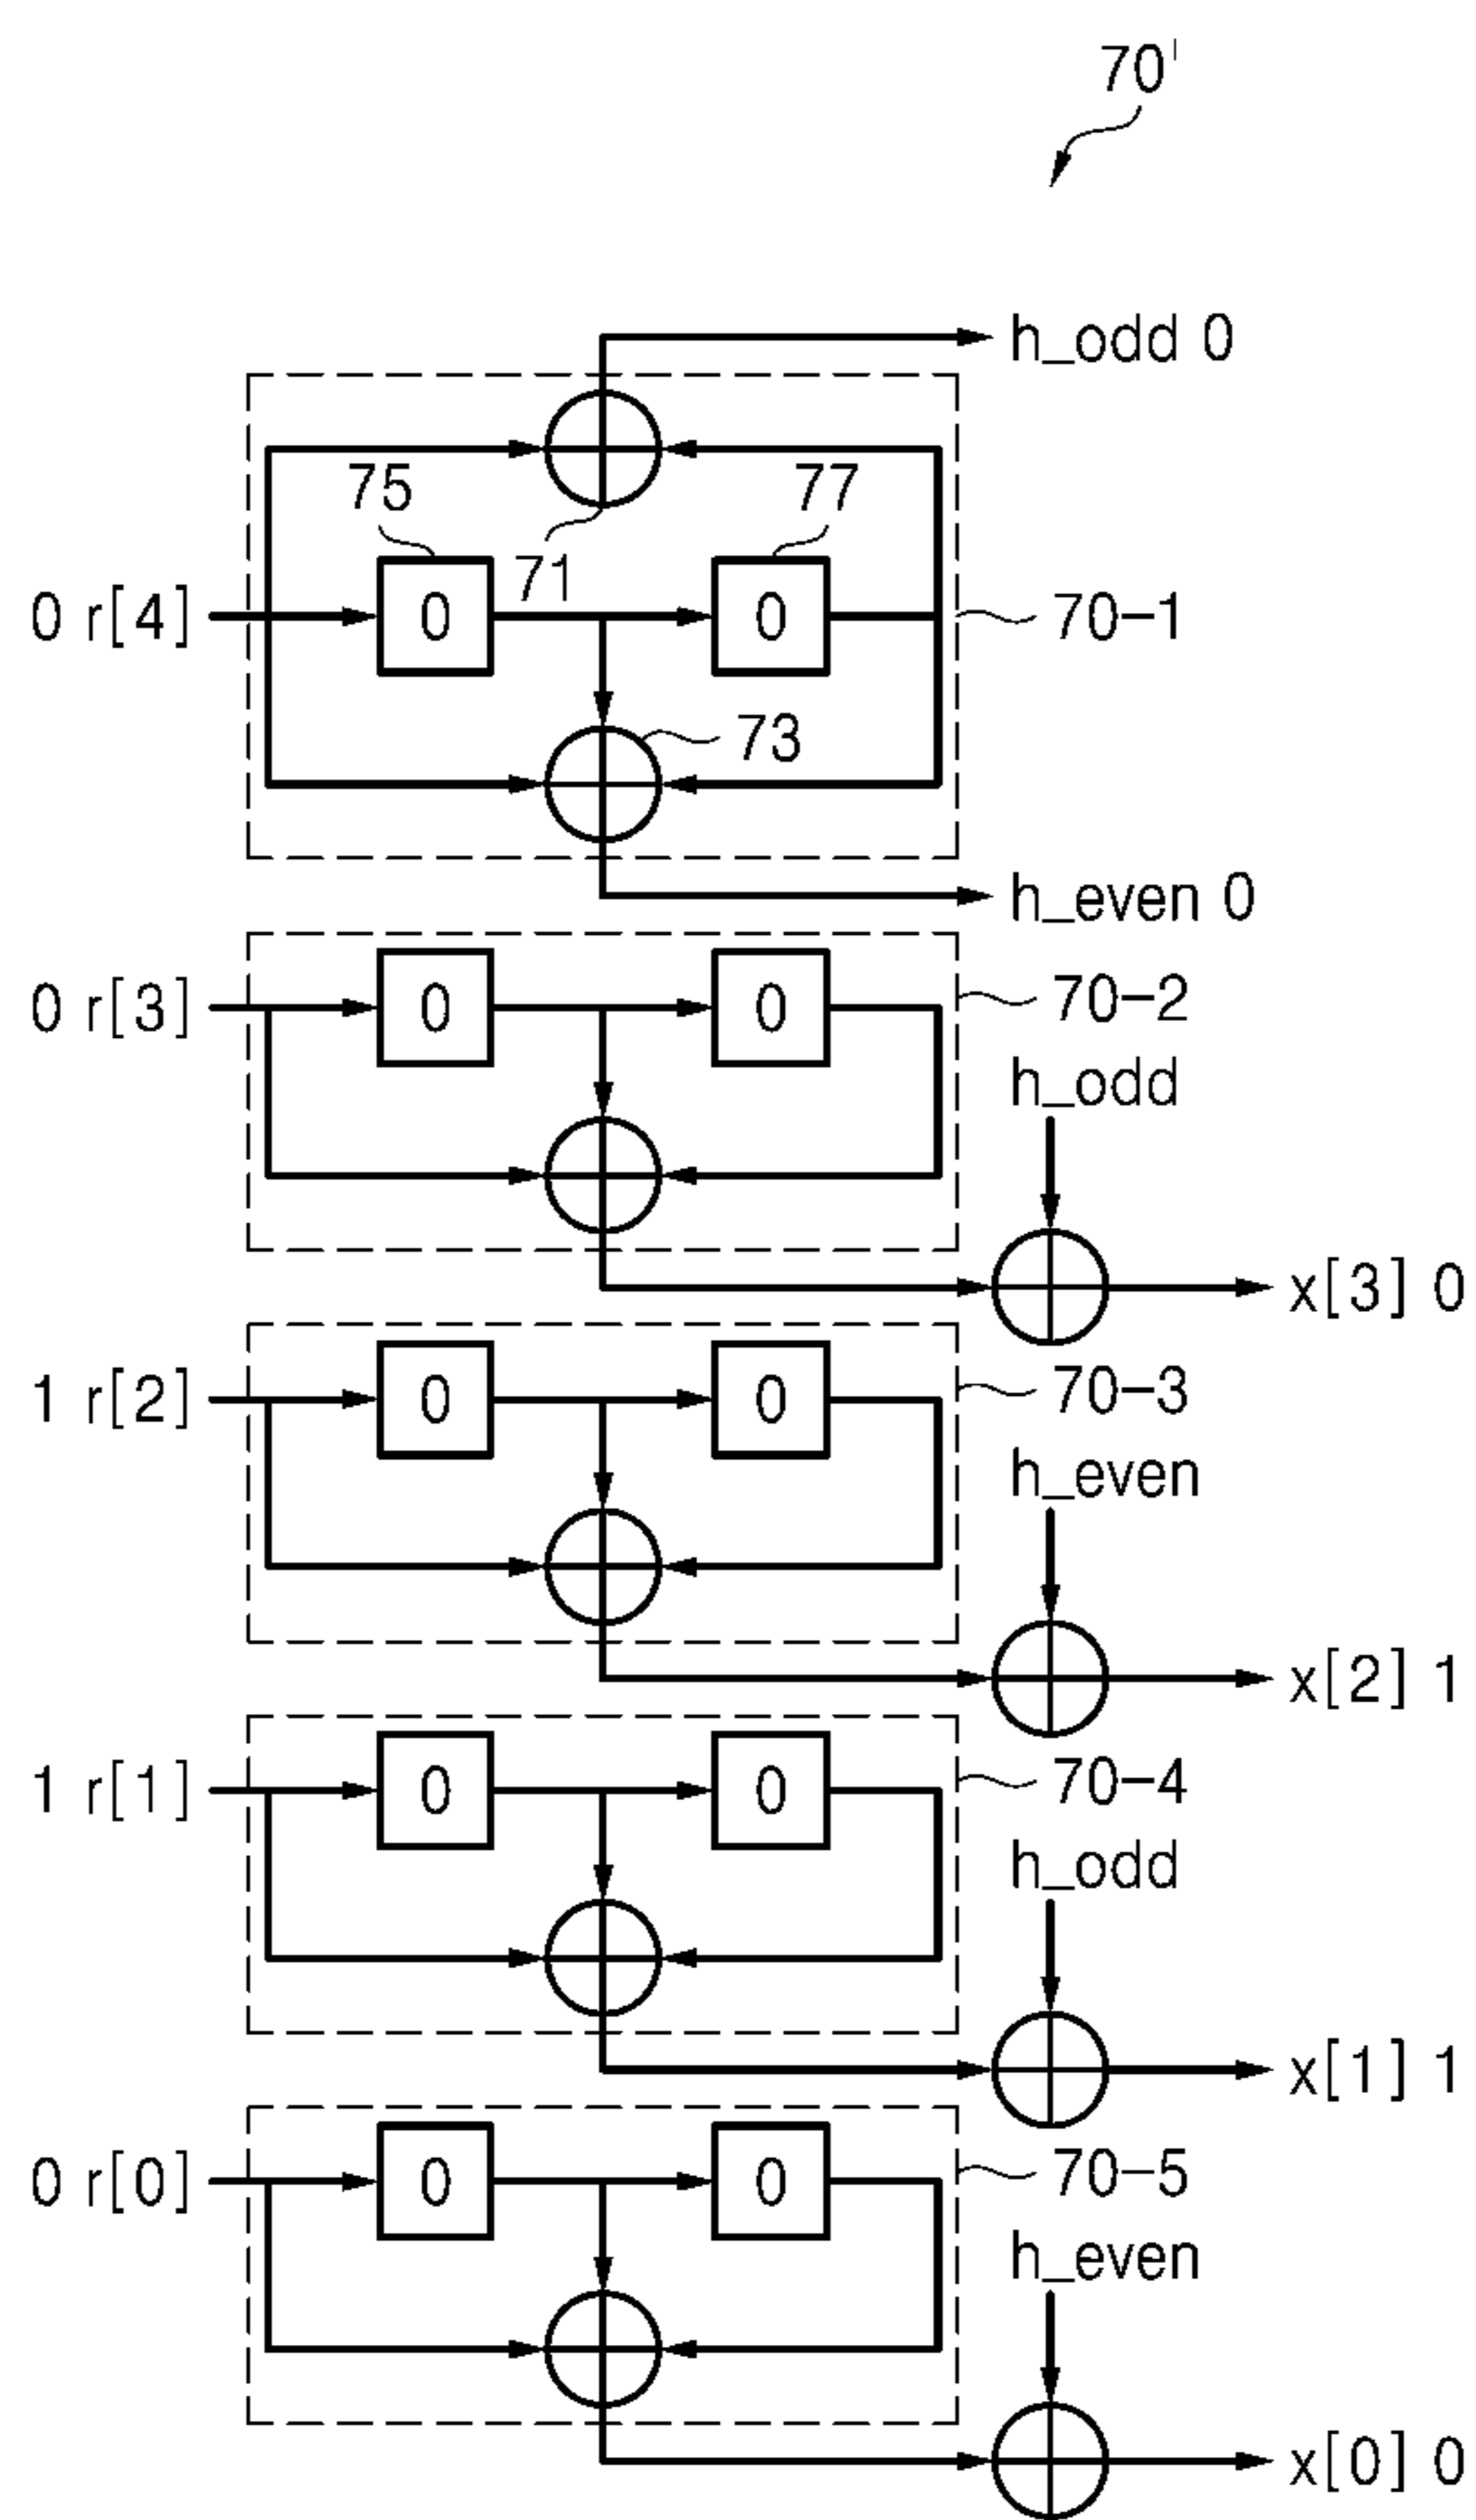 70'
h_odd 0
75
77
71
0 r[4]
0
0
70-1
73
h_even 0
0 r[3]
0
0
70-2
h_odd
x[3] 0
1 r[2]
0
0
70-3
h_even
x[2] 1
1 r[1]
0
0
70-4
h_odd
x[1] 1
0 r[0]
0
0
70-5
h_even
x[0] 0